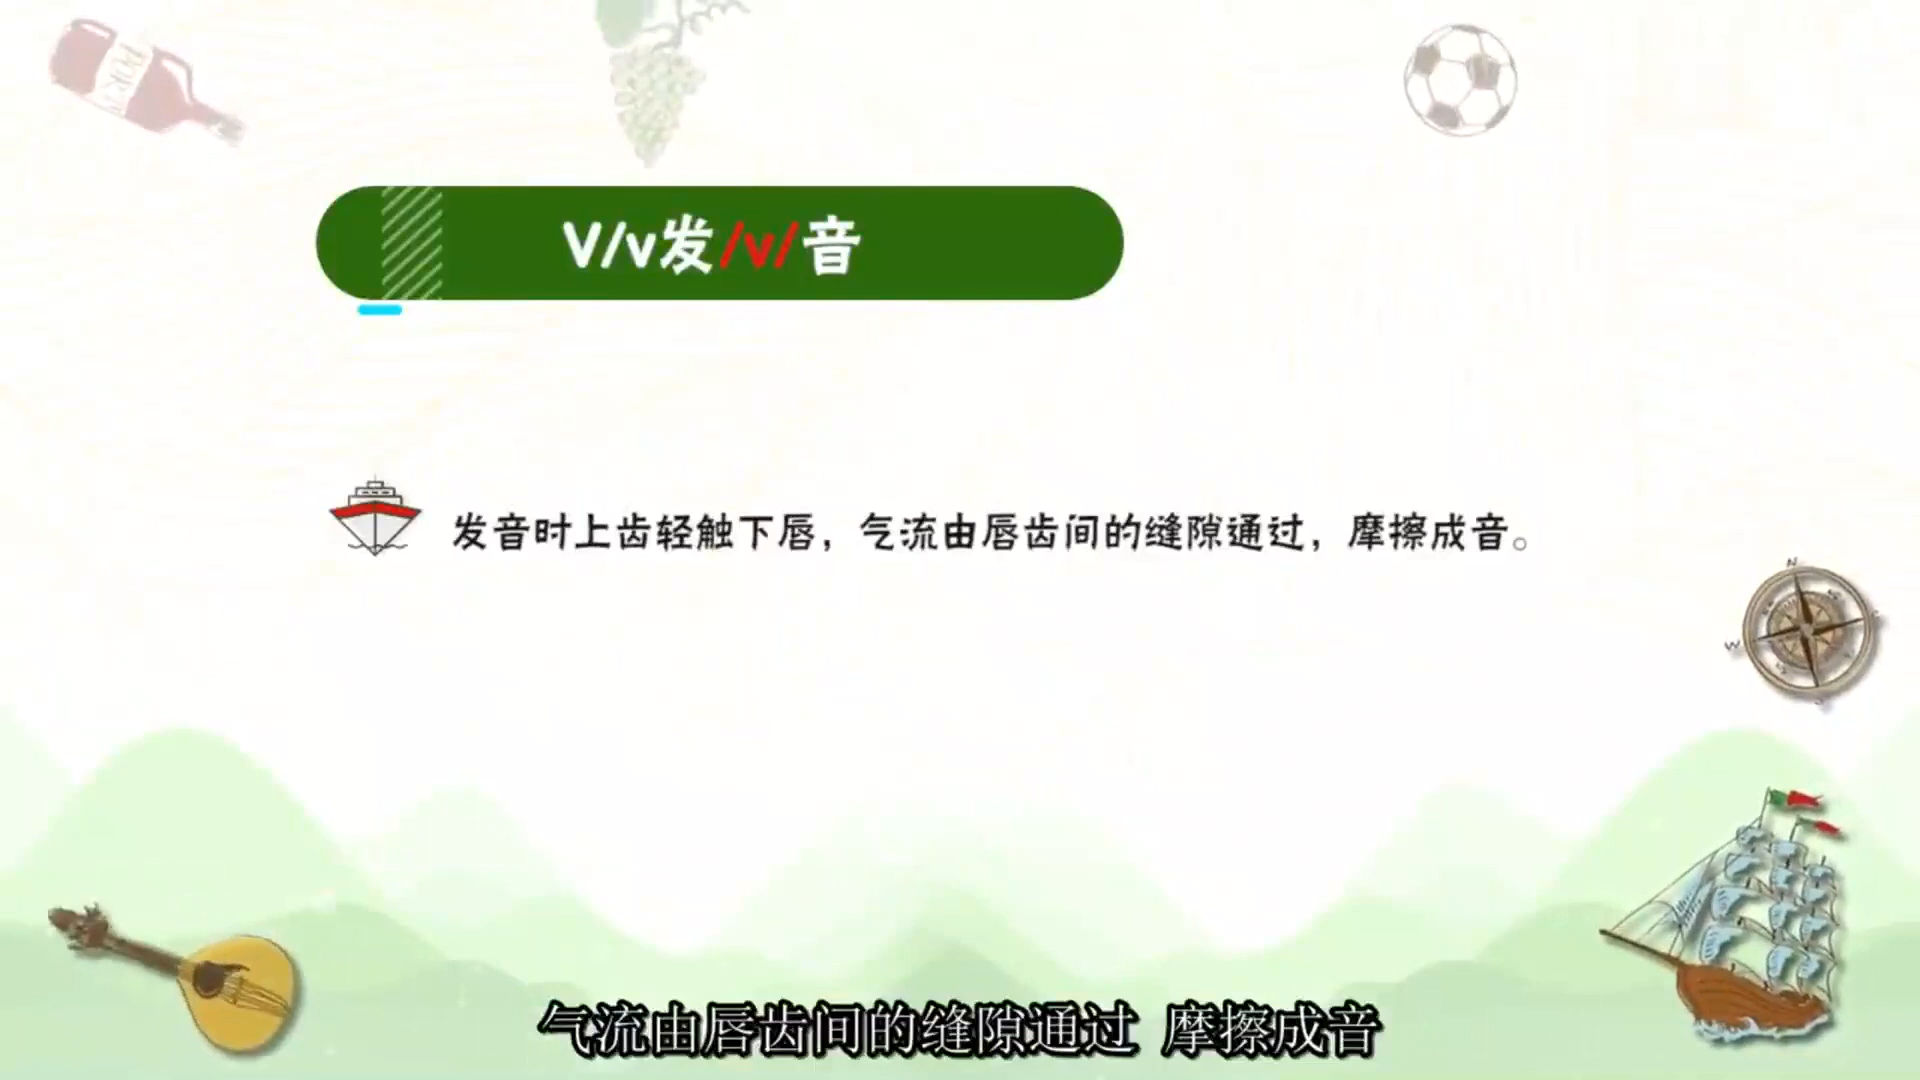 PORT
V/v发/v/音
发音时上齿轻触下唇，气流由唇齿间的缝隙通过，摩擦成音。
N
W
气流由唇齿间的缝隙通过 摩擦成音